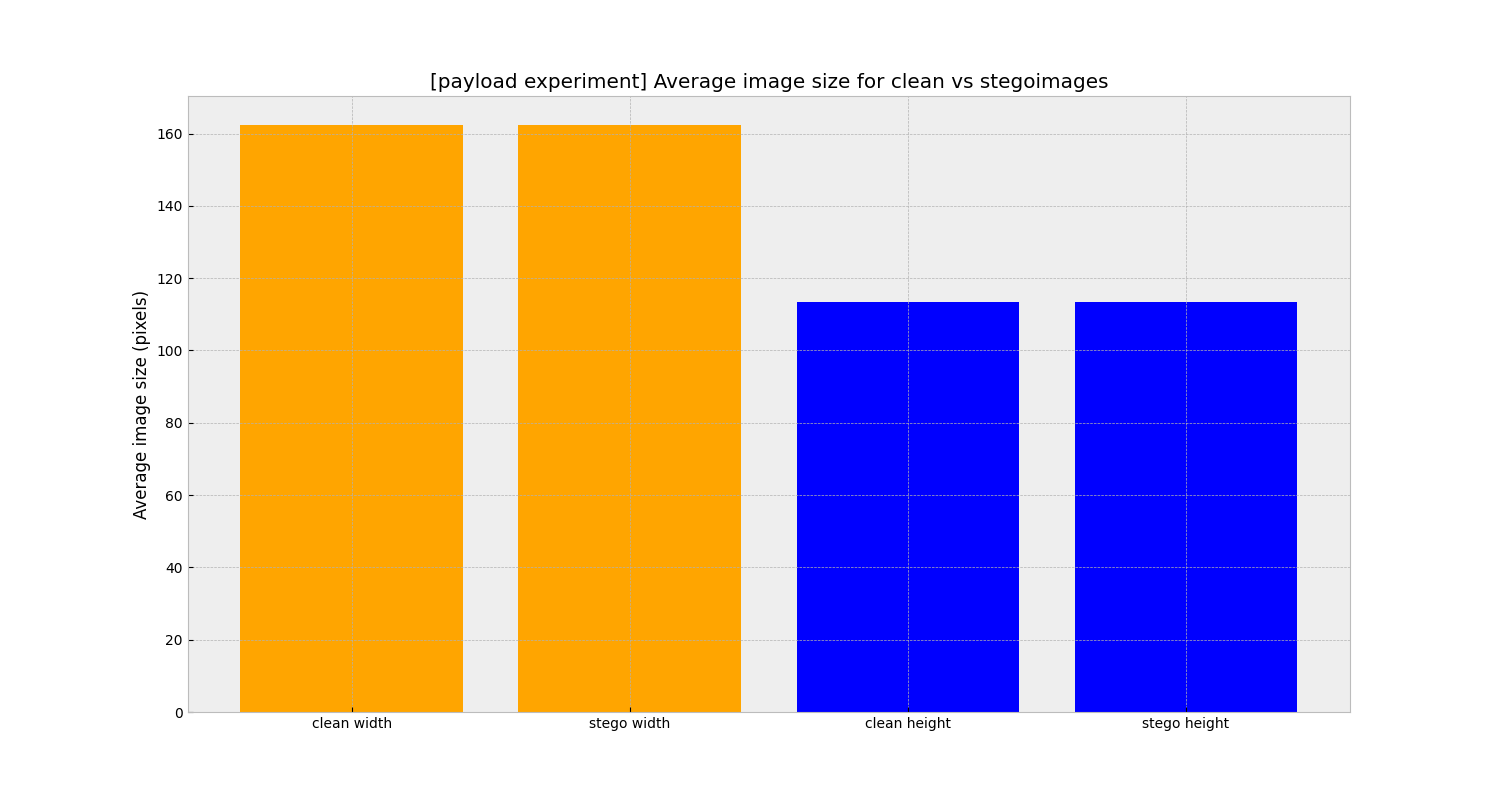 [payload experiment] Average image size for clean vs stegoimages
Average image size (pixels)
160
140
120
100
80
60
40
20
0
clean width
stego width
clean height
stego height